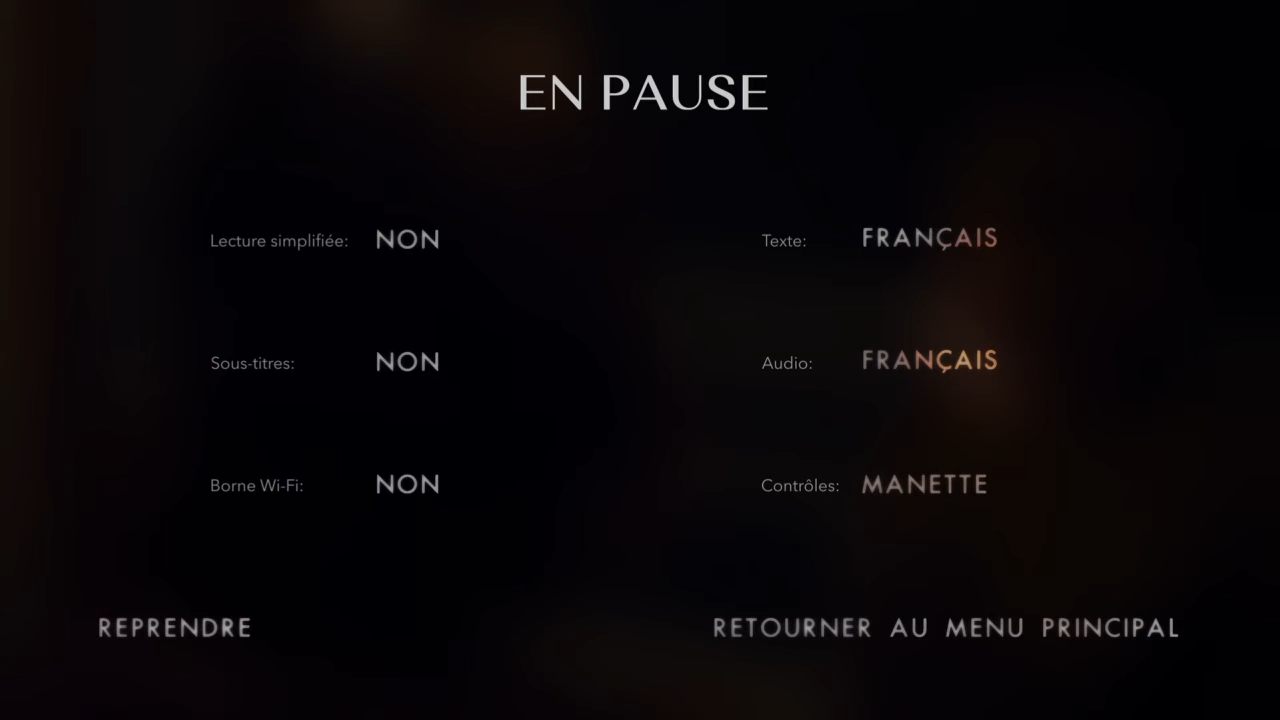 EN PAUSE
Lecture simplifiée: NON
Texte: FRANÇAIS
Sous-titres: NON
Audio: FRANÇAIS
Borne Wi-Fi: NON
Contrôles: MANETTE
REPRENDRE
RETOURNER AU MENU PRINCIPAL